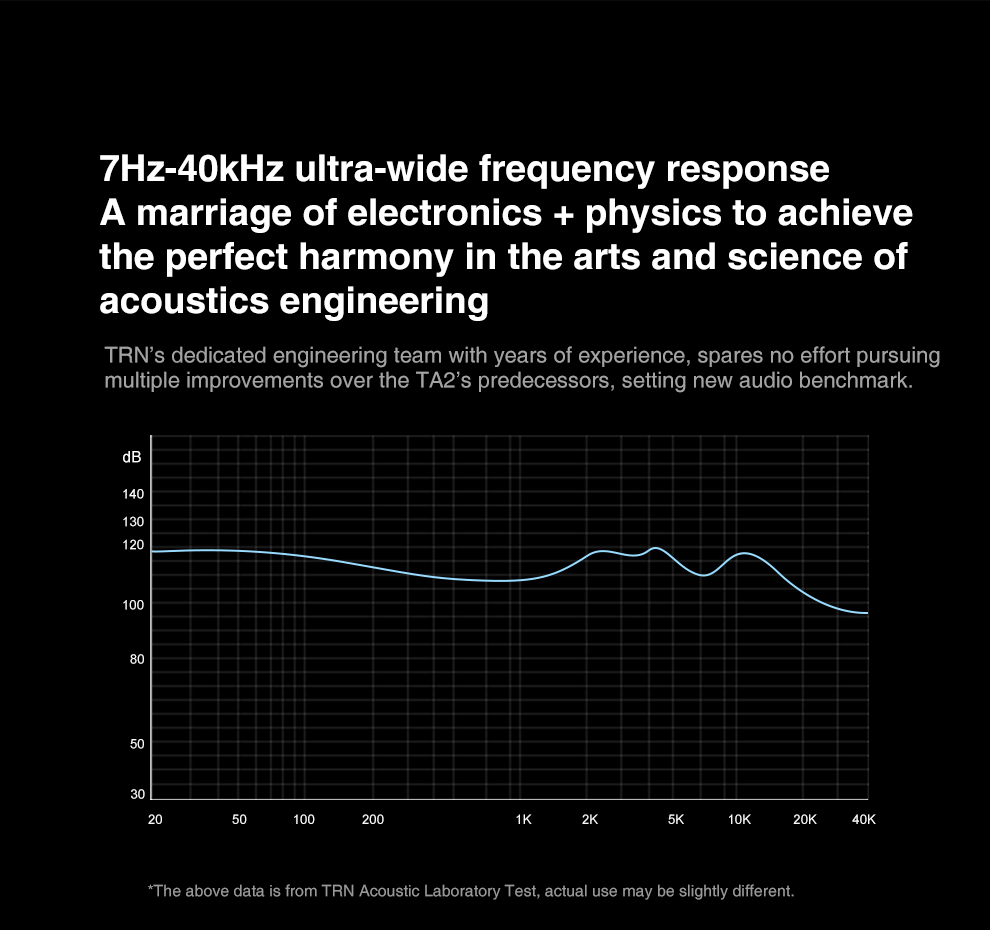 7Hz-40kHz ultra-wide frequency response
A marriage of electronics + physics to achieve
the perfect harmony in the arts and science of
acoustics engineering
TRN’s dedicated engineering team with years of experience, spares no effort pursuing
multiple improvements over the TA2’s predecessors, setting new audio benchmark.
dB
140
130
120
100
80
50
30
20 50 100 200 1K 2K 5K 10K 20K 40K
*The above data is from TRN Acoustic Laboratory Test, actual use may be slightly different.